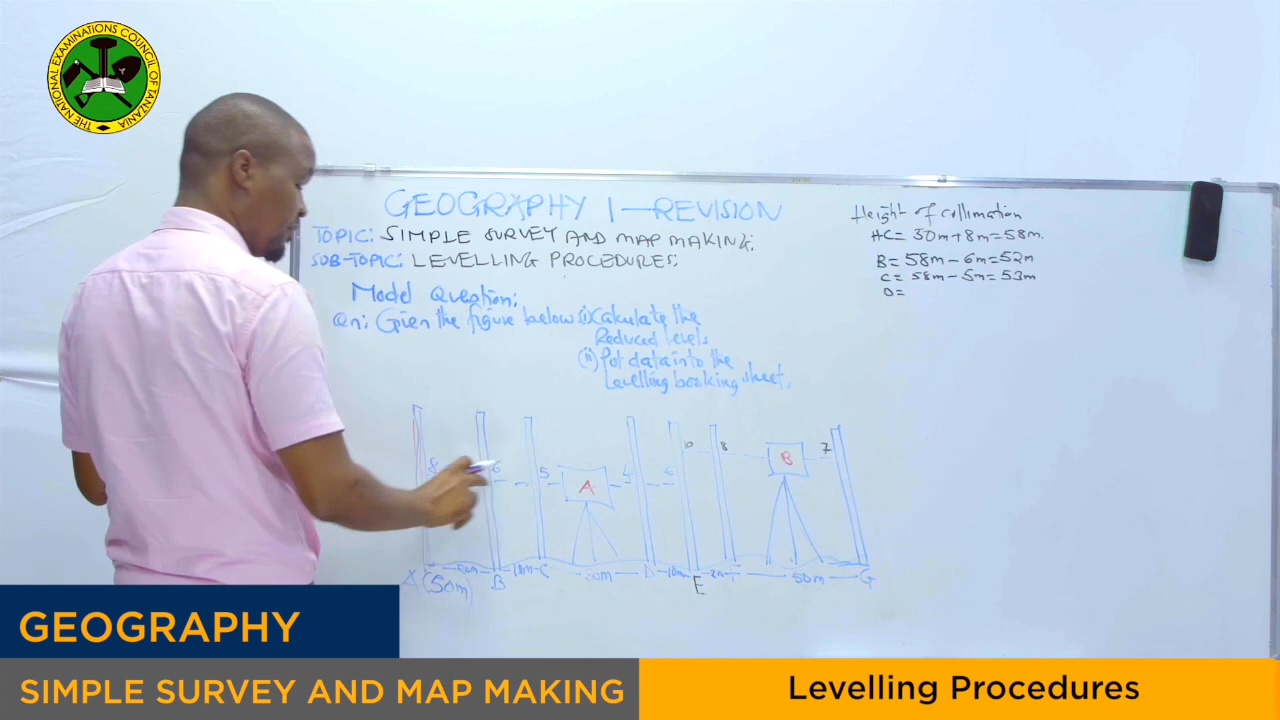 THE NATIONAL EXAMINATIONS COUNCIL OF TANZANIA
GEOGRAPHY 1-REVISION
TOPIC: SIMPLE SURVEY AND MAP MAKING;
SUB-TOPIC: LEVELLING PROCEDURES;
Model Question;
Qn; Given the figure below (i) Calculate the
Reduced levels
(ii) Put data into the
Levelling booking sheet.
Height of collimation
HC = 50m+8m=58m.
B = 58m - 6m = 52m
C = 58m - 5m = 53m
D =
8 6 5 A 4 10 8 B 7
A (50m) B 18m C D 10m E 50m G
GEOGRAPHY
SIMPLE SURVEY AND MAP MAKING
Levelling Procedures